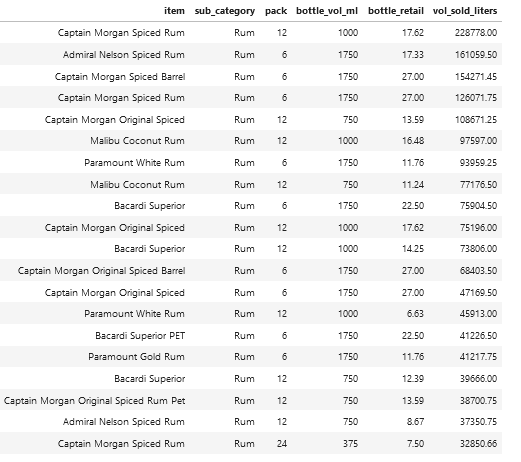 item sub_category pack bottle_vol_ml bottle_retail vol_sold_liters
Captain Morgan Spiced Rum Rum 12 1000 17.62 228778.00
Admiral Nelson Spiced Rum Rum 6 1750 17.33 161059.50
Captain Morgan Spiced Barrel Rum 6 1750 27.00 154271.45
Captain Morgan Spiced Rum Rum 6 1750 27.00 126071.75
Captain Morgan Original Spiced Rum 12 750 13.59 108671.25
Malibu Coconut Rum Rum 12 1000 16.48 97597.00
Paramount White Rum Rum 6 1750 11.76 93959.25
Malibu Coconut Rum Rum 12 750 11.24 77176.50
Bacardi Superior Rum 6 1750 22.50 75904.50
Captain Morgan Original Spiced Rum 12 1000 17.62 75196.00
Bacardi Superior Rum 12 1000 14.25 73806.00
Captain Morgan Original Spiced Barrel Rum 6 1750 27.00 68403.50
Captain Morgan Original Spiced Rum 6 1750 27.00 47169.50
Paramount White Rum Rum 12 1000 6.63 45913.00
Bacardi Superior PET Rum 6 1750 22.50 41226.50
Paramount Gold Rum Rum 6 1750 11.76 41217.75
Bacardi Superior Rum 12 750 12.39 39666.00
Captain Morgan Original Spiced Rum Pet Rum 12 750 13.59 38700.75
Admiral Nelson Spiced Rum Rum 12 750 8.67 37350.75
Captain Morgan Spiced Rum Rum 24 375 7.50 32850.66